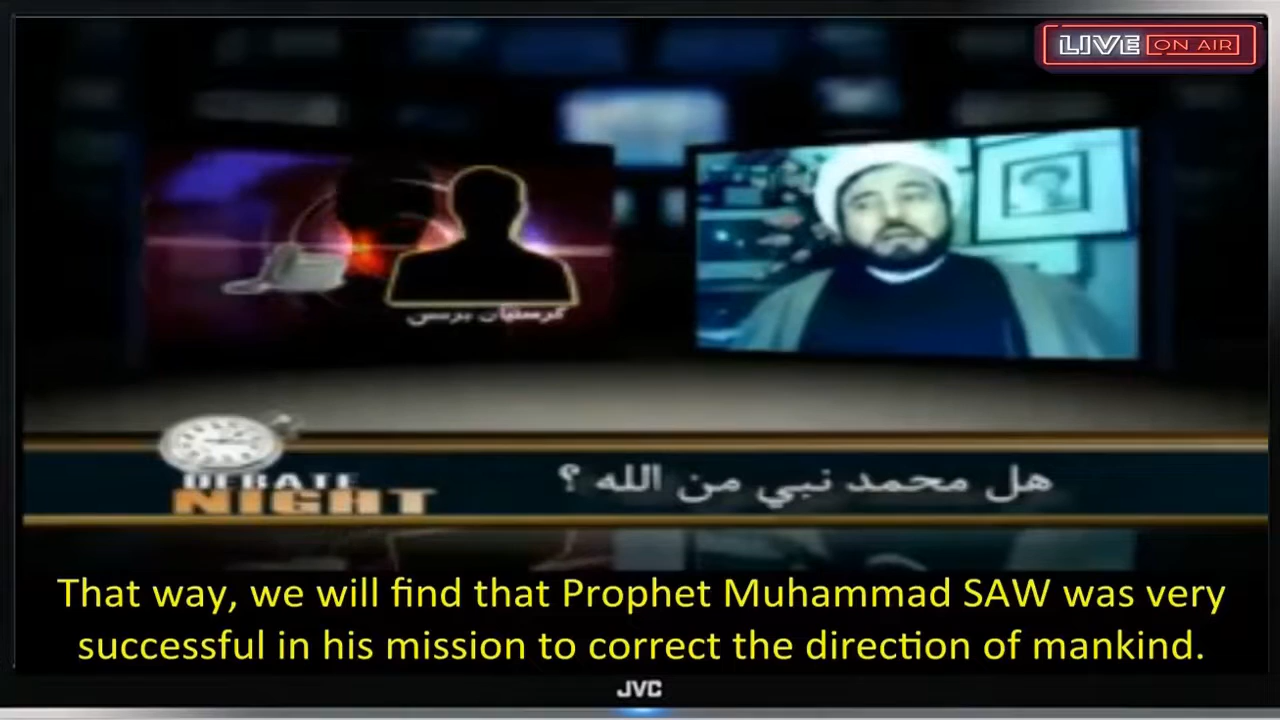 LIVE ON AIR
كرستيان برنس
DEBATE
NIGHT
هل محمد نبي من الله ؟
That way, we will find that Prophet Muhammad SAW was very
successful in his mission to correct the direction of mankind.
JVC